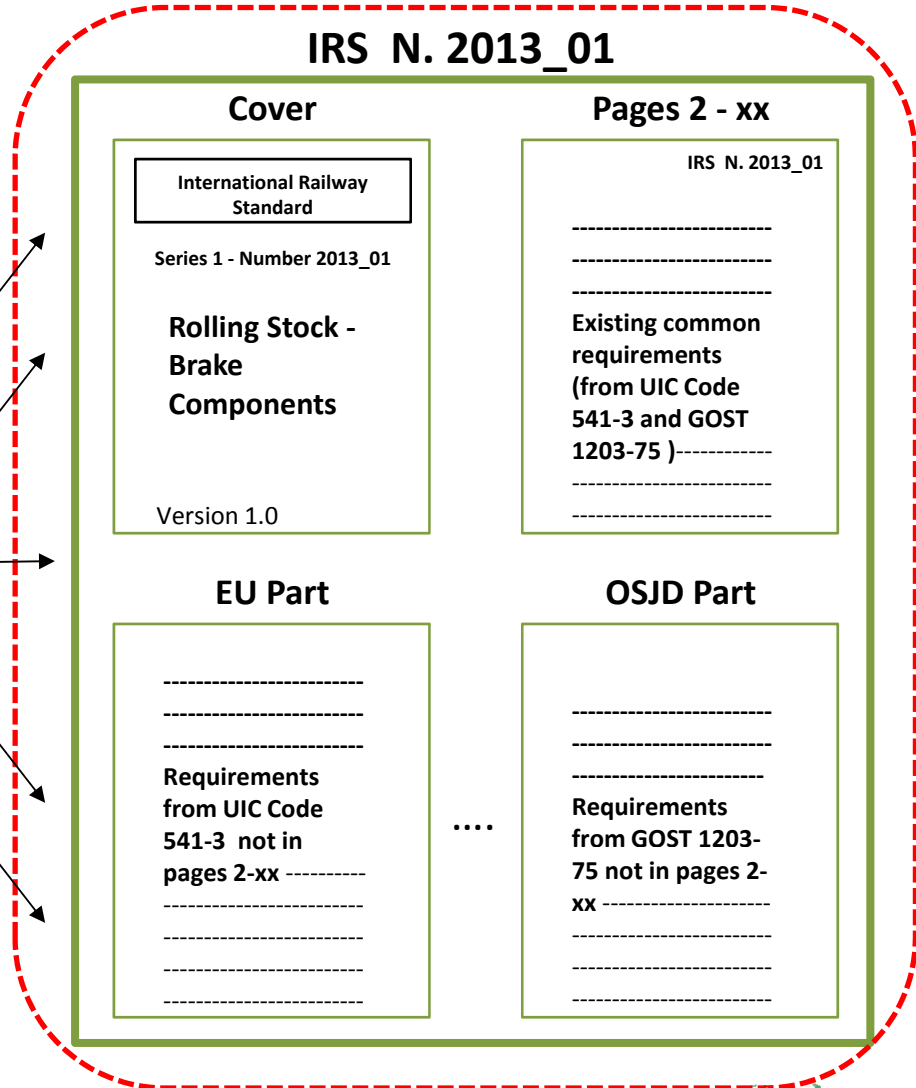 IRS N. 2013_01
Cover
International Railway
Standard
Series 1 - Number 2013_01
Rolling Stock -
Brake
Components
Version 1.0
Pages 2 - xx
IRS N. 2013_01
-------------------------
-------------------------
-------------------------
Existing common
requirements
(from UIC Code
541-3 and GOST
1203-75 )------------
-------------------------
-------------------------
EU Part
-------------------------
-------------------------
-------------------------
Requirements
from UIC Code
541-3 not in
pages 2-xx ----------
-------------------------
-------------------------
-------------------------
-------------------------
....
OSJD Part
-------------------------
-------------------------
------------------------
Requirements
from GOST 1203-
75 not in pages 2-
xx ---------------------
-------------------------
-------------------------
-------------------------